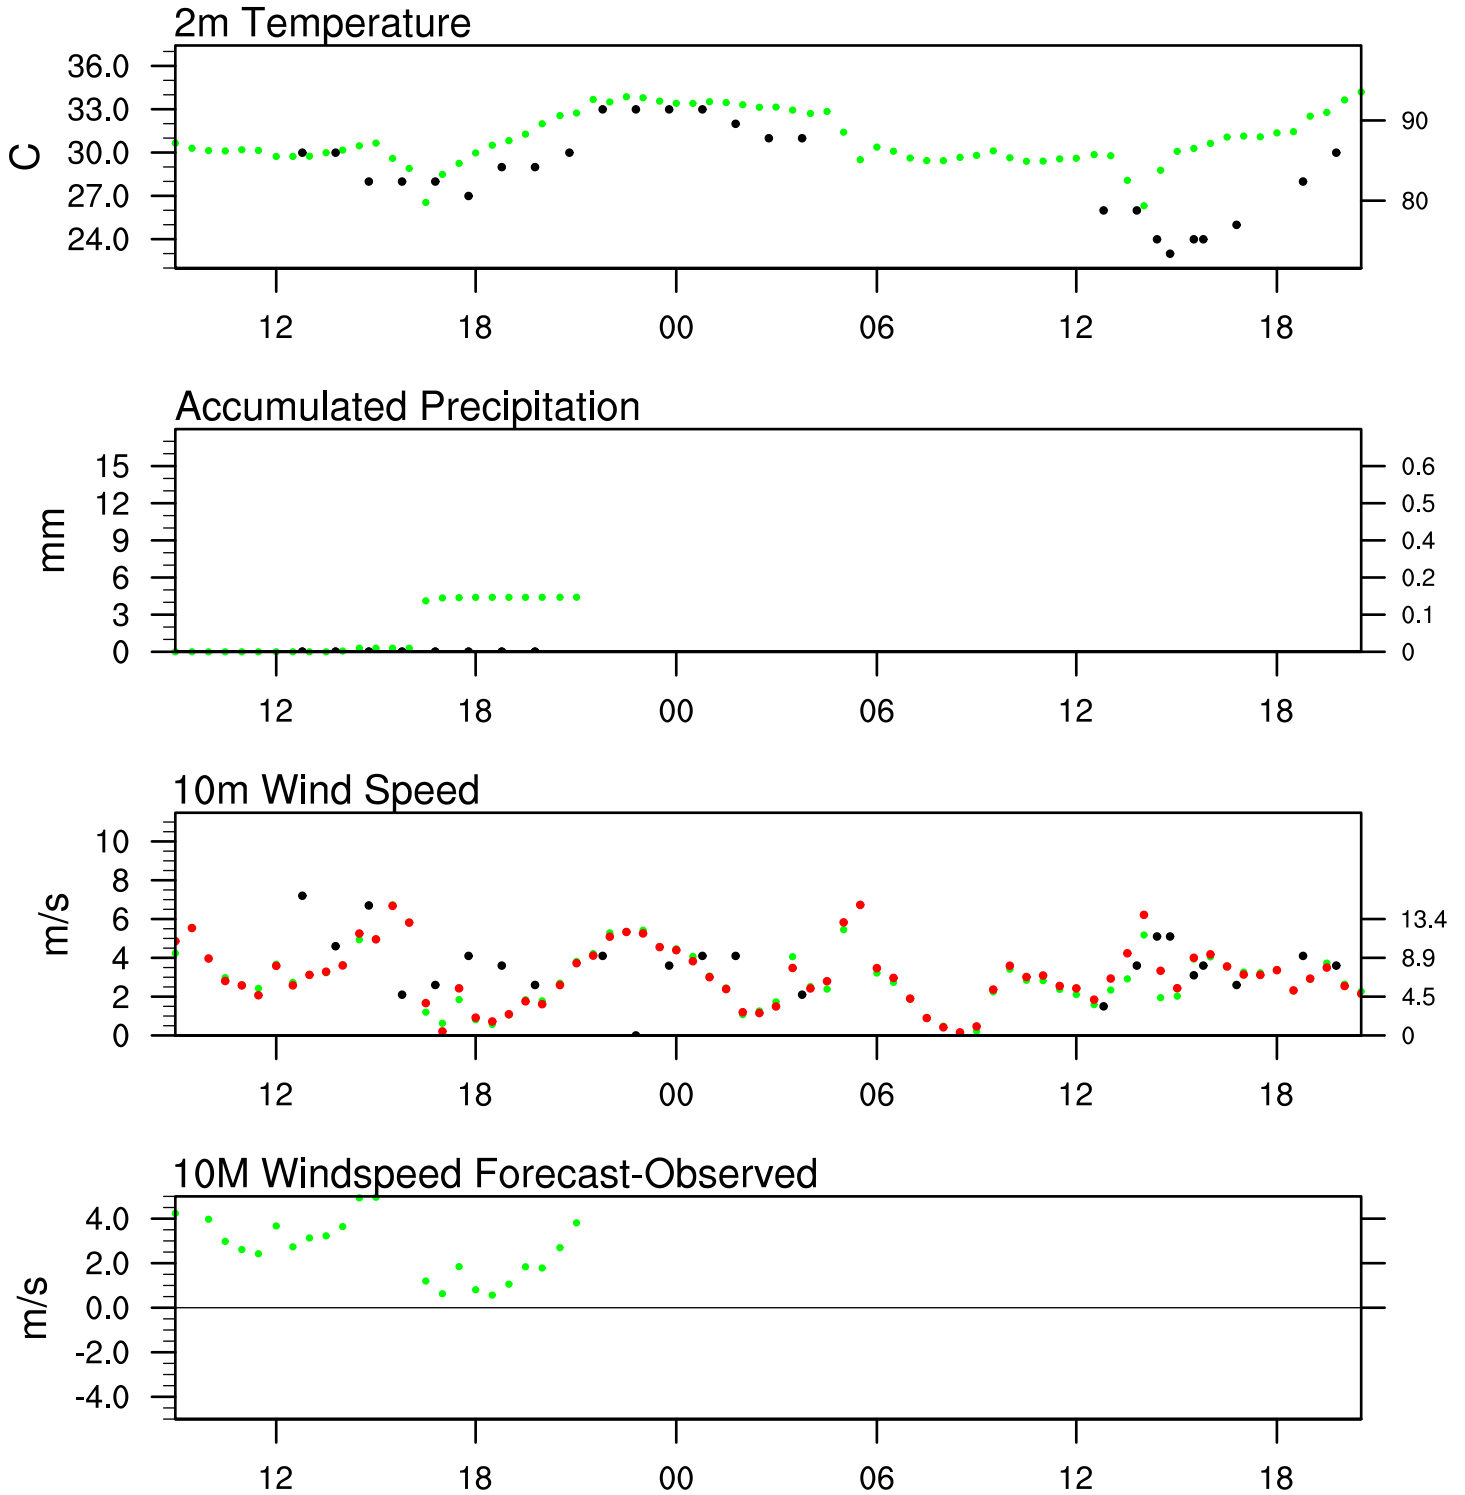 2m Temperature
36.0
33.0
30.0
27.0
24.0
C
90
80
12 18 00 06 12 18
Accumulated Precipitation
15
12
9
6
3
0
mm
0.6
0.5
0.4
0.2
0.1
0
12 18 00 06 12 18
10m Wind Speed
10
8
6
4
2
0
m/s
13.4
8.9
4.5
0
12 18 00 06 12 18
10M Windspeed Forecast-Observed
4.0
2.0
0.0
-2.0
-4.0
m/s
12 18 00 06 12 18